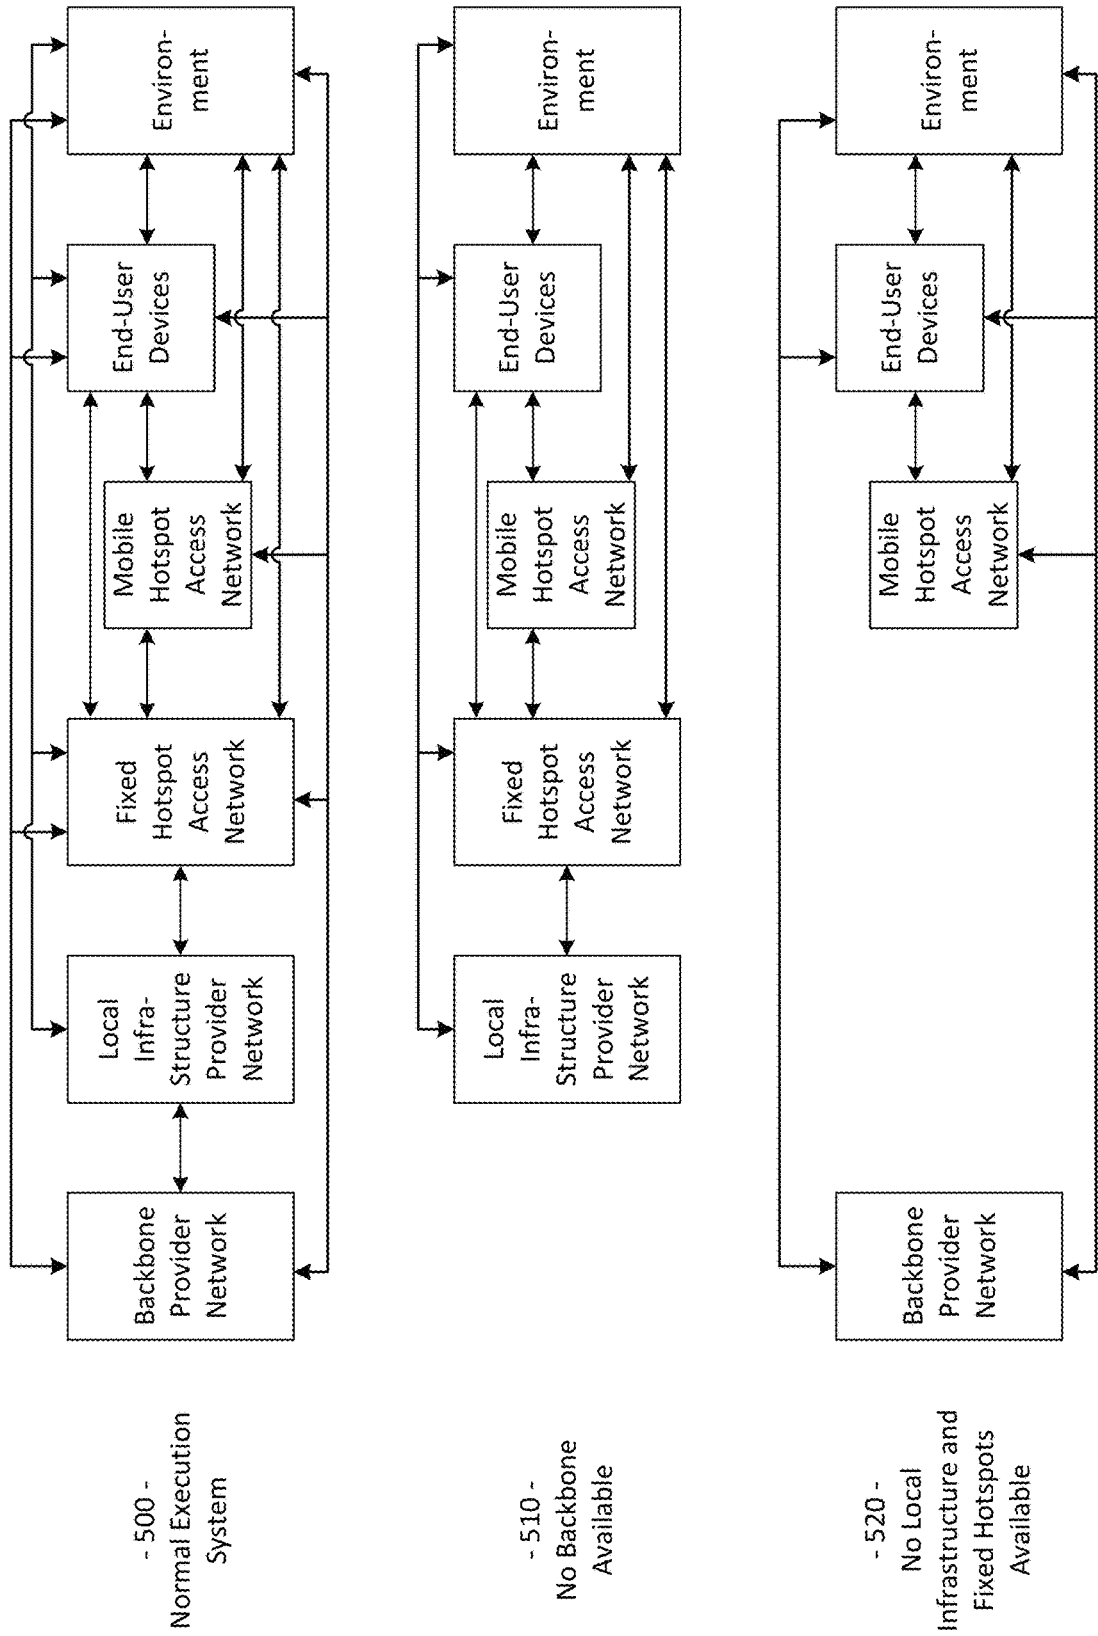 - 500 -
Normal Execution
System
Backbone
Provider
Network
Local
Infra-
Structure
Provider
Network
Fixed
Hotspot
Access
Network
Mobile
Hotspot
Access
Network
End-User
Devices
Environ-
ment
- 510 -
No Backbone
Available
Local
Infra-
Structure
Provider
Network
Fixed
Hotspot
Access
Network
Mobile
Hotspot
Access
Network
End-User
Devices
Environ-
ment
- 520 -
No Local
Infrastructure and
Fixed Hotspots
Available
Backbone
Provider
Network
Mobile
Hotspot
Access
Network
End-User
Devices
Environ-
ment